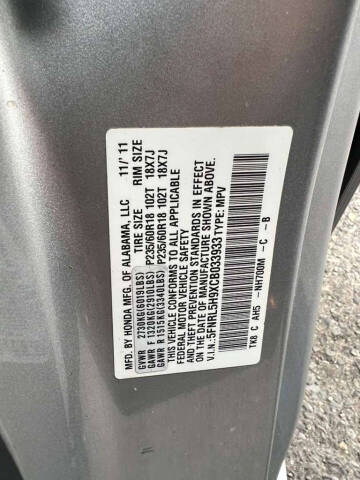 MFD. BY HONDA MFG. OF ALABAMA, LLC 11/'11
TIRE SIZE RIM SIZE
GVWR 2730KG(6019LBS)
GAWR F 1320KG(2910LBS) P235/60R18 102T 18X7J
GAWR R 1515KG(3340LBS) P235/60R18 102T 18X7J
THIS VEHICLE CONFORMS TO ALL APPLICABLE
FEDERAL MOTOR VEHICLE SAFETY, BUMPER,
AND THEFT PREVENTION STANDARDS IN EFFECT
ON THE DATE OF MANUFACTURE SHOWN ABOVE.
V.I.N.:5FNRL5H9XCB033933 TYPE: MPV
TK8 C AH5 -NH700M - C -B